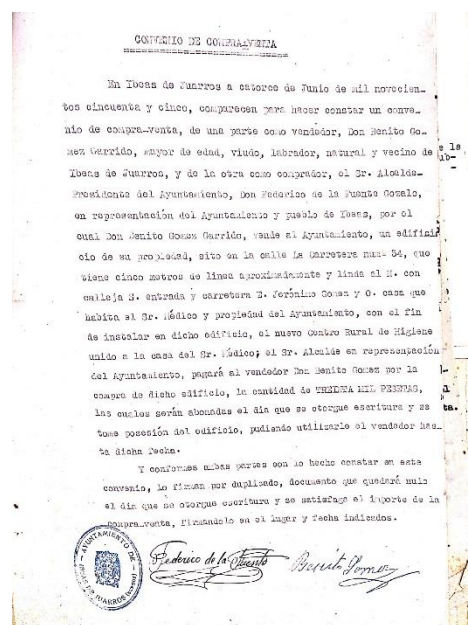 CONVENIO DE COMPRA-VENTA
En Ibeas de Juarros a catorce de Junio de mil novecien-
tos cincuenta y cinco, comparecen para hacer constar un conve-
nio de compra-venta, de una parte como vendedor, Don Benito Go-
mez Garrido, mayor de edad, viudo, labrador, natural y vecino de
Ibeas de Juarros, y de la otra como comprador, el Sr. Alcalde-
Presidente del Ayuntamiento, Don Federico de la Fuente Gozalo,
en representación del Ayuntamiento y pueblo de Ibeas, por el
cual Don Benito Gomez Garrido, vende al Ayuntamiento, un edifici
cio de su propiedad, sito en la calle La Carretera num- 34, que
tiene cinco metros de linea aproximadamente y linda al N. con
calleja S. entrada y carretera E. Jerónimo Gomez y O. casa que
habita el Sr. Médico y propiedad del Ayuntamiento, con el fin
de instalar en dicho edificio, el nuevo Centro Rural de Higiene
unido a la casa del Sr. Médico; el Sr. Alcalde en representación
del Ayuntamiento, pagará al vendedor Don Benito Gomez por la
compra de dicho edificio, la cantidad de TREINTA MIL PESETAS,
las cuales serán abonadas el dia que se otorgue escritura y se
tome posesión del edificio, pudiendo utilizarle el vendedor has-
ta dicha fecha.
Y conformes ambas partes con lo hecho constar en este
convenio, lo firman por duplicado, documento que quedará nulo
el dia que se otorgue escritura y se satisfaga el importe de la
compra-venta, firmandolo en el lugar y fecha indicados.
AYUNTAMIENTO DE
IBEAS DE JUARROS
Federico de la Fuente
Benito Gomez